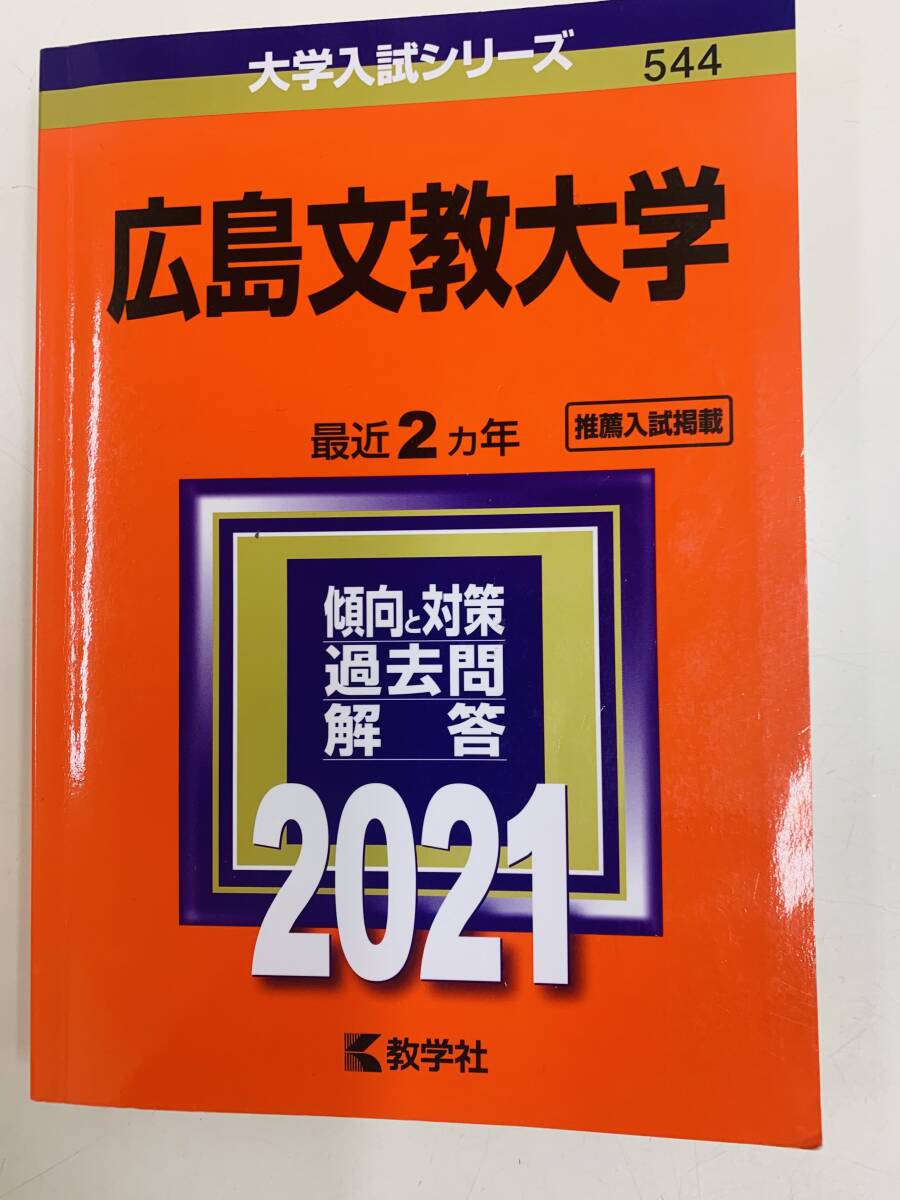 大学入試シリーズ
544
広島文教大学
最近2ヵ年
推薦入試掲載
傾向と対策
過去問
解答
2021
教学社